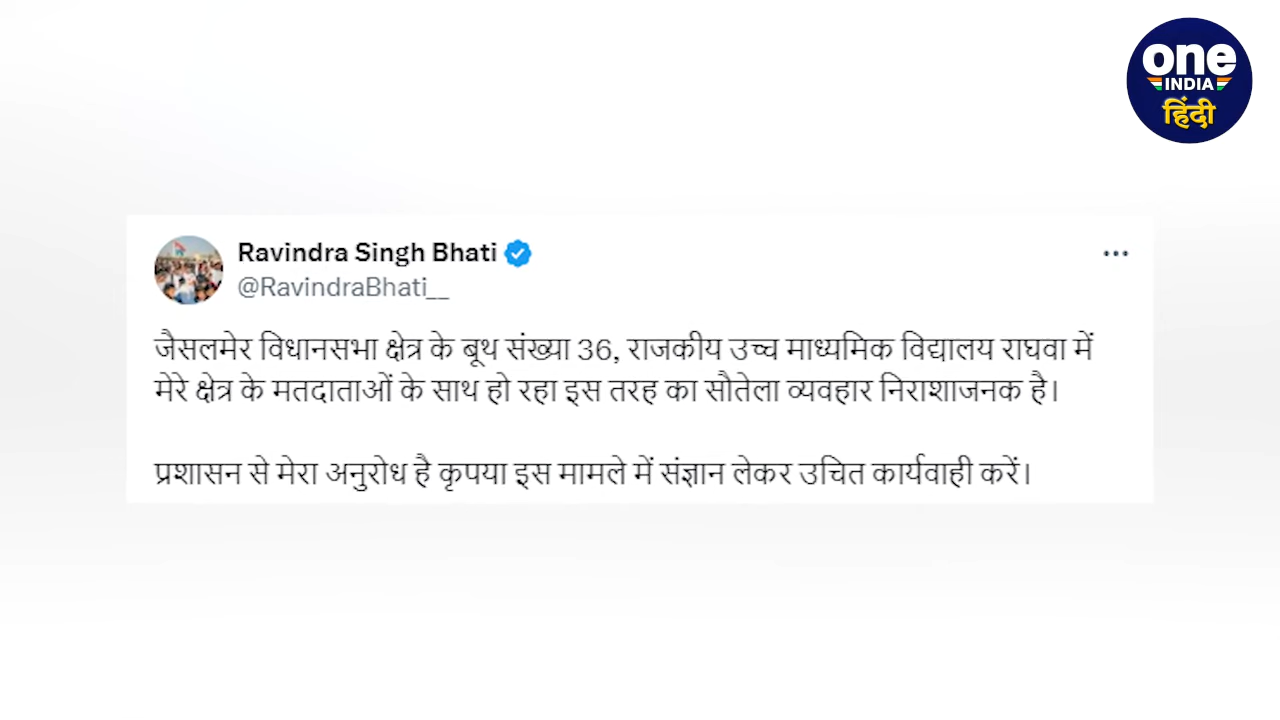 one
INDIA
हिंदी
Ravindra Singh Bhati
@RavindraBhati__
जैसलमेर विधानसभा क्षेत्र के बूथ संख्या 36, राजकीय उच्च माध्यमिक विद्यालय राघवा में
मेरे क्षेत्र के मतदाताओं के साथ हो रहा इस तरह का सौतेला व्यवहार निराशाजनक है।
प्रशासन से मेरा अनुरोध है कृपया इस मामले में संज्ञान लेकर उचित कार्यवाही करें।